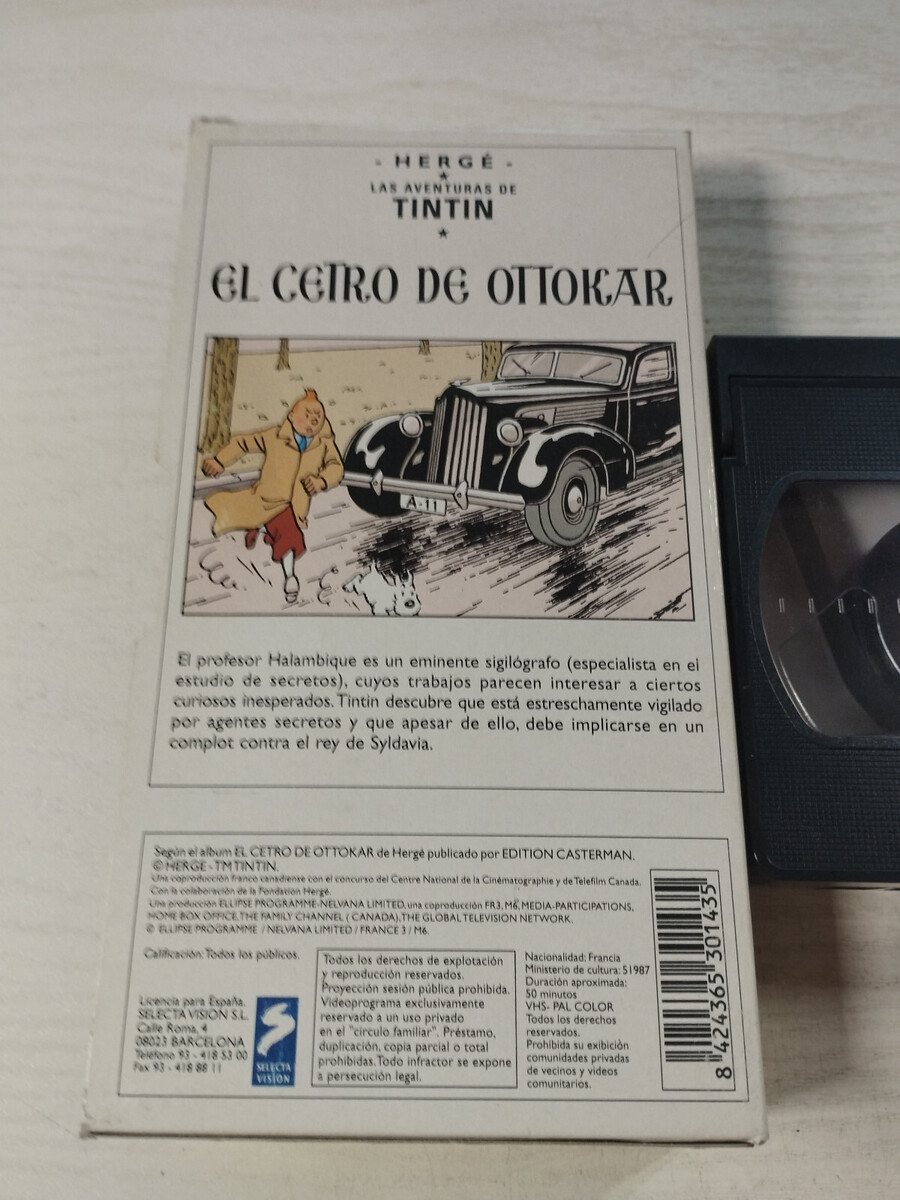 - HERGÉ -
LAS AVENTURAS DE
TINTIN
EL CETRO DE OTTOKAR
A-11
El profesor Halambique es un eminente sigilógrafo (especialista en el
estudio de secretos), cuyos trabajos parecen interesar a ciertos
curiosos inesperados. Tintin descubre que está estreschamente vigilado
por agentes secretos y que apesar de ello, debe implicarse en un
complot contra el rey de Syldavia.
Según el album EL CETRO DE OTTOKAR de Hergé publicado por EDITION CASTERMAN.
© HERGE - TM TINTIN.
Una coproducción franco canadiense con el concurso del Centre National de la Cinématographie y de Telefilm Canada.
Con la colaboración de la Fondation Hergé.
Una producción ELLIPSE PROGRAMME-NELVANA LIMITED, una coproducción FR3, M6, MEDIA-PARTICIPATIONS,
HOME BOX OFFICE, THE FAMILY CHANNEL ( CANADA), THE GLOBAL TELEVISION NETWORK.
© ELLIPSE PROGRAMME / NELVANA LIMITED / FRANCE 3 / M6.
Calificación: Todos los públicos.
Licencia para España.
SELECTA VISIÓN S.L.
Calle Roma, 4
08023 BARCELONA
Teléfono 93 - 418 53 00
Fax 93 - 418 88 11
SELECTA
VISIÓN
Todos los derechos de explotación
y reproducción reservados.
Proyección sesión pública prohibida.
Videoprograma exclusivamente
reservado a un uso privado
en el "circulo familiar". Préstamo,
duplicación, copia parcial o total
prohibidas. Todo infractor se expone
a persecución legal.
Nacionalidad: Francia
Ministerio de cultura: 51987
Duración aproximada:
50 minutos
VHS- PAL COLOR
Todos los derechos
reservados.
Prohibida su exibición
comunidades privadas
de vecinos y videos
comunitarios.
8 424365 301435